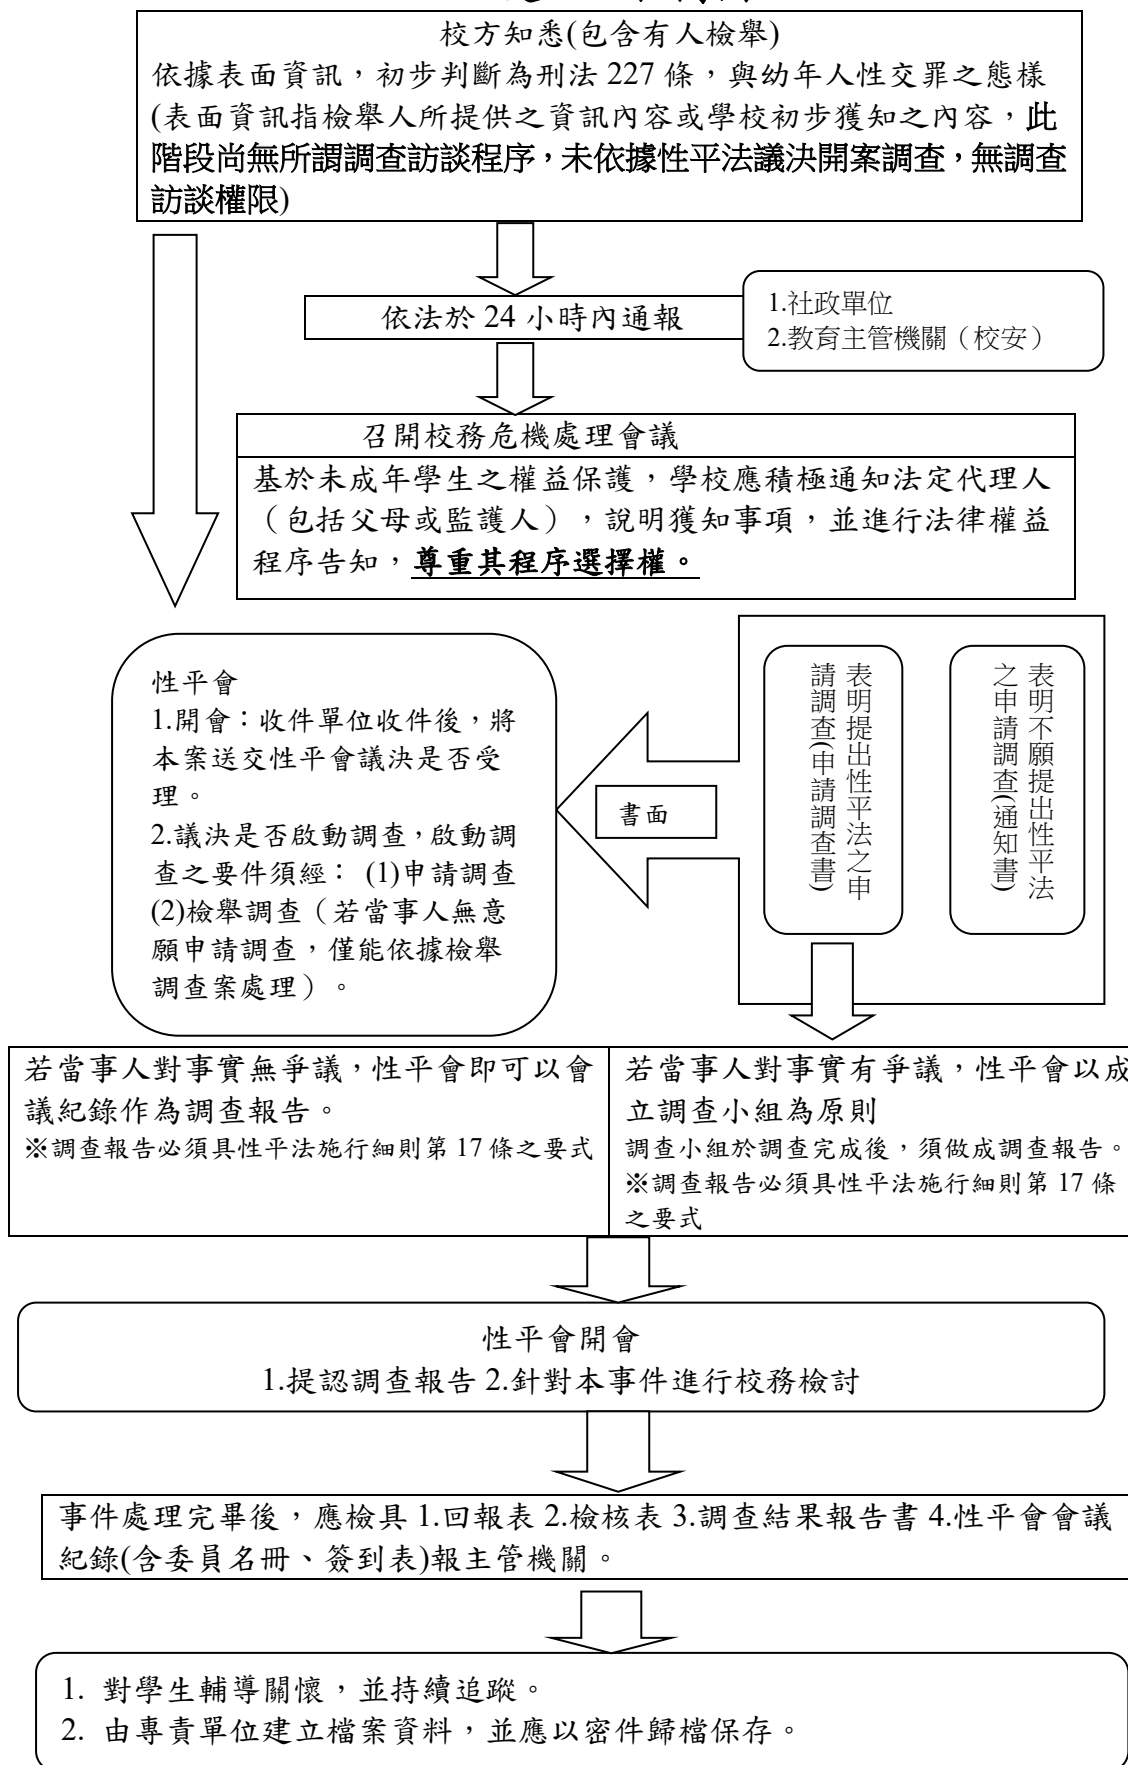 校方知悉(包含有人檢舉)
依據表面資訊，初步判斷為刑法 227 條，與幼年人性交罪之態樣
(表面資訊指檢舉人所提供之資訊內容或學校初步獲知之內容，此
階段尚無所謂調查訪談程序，未依據性平法議決開案調查，無調查
訪談權限)
依法於 24 小時內通報
1.社政單位
2.教育主管機關（校安）
召開校務危機處理會議
基於未成年學生之權益保護，學校應積極通知法定代理人
（包括父母或監護人），說明獲知事項，並進行法律權益
程序告知，尊重其程序選擇權。
性平會
1.開會：收件單位收件後，將
本案送交性平會議決是否受
理。
2.議決是否啟動調查，啟動調
查之要件須經： (1)申請調查
(2)檢舉調查（若當事人無意
願申請調查，僅能依據檢舉
調查案處理）。
書面
表明提出性平法之申
請調查(申請調查書)
表明不願提出性平法
之申請調查(通知書)
若當事人對事實無爭議，性平會即可以會
議紀錄作為調查報告。
※調查報告必須具性平法施行細則第 17 條之要式
若當事人對事實有爭議，性平會以成
立調查小組為原則
調查小組於調查完成後，須做成調查報告。
※調查報告必須具性平法施行細則第 17 條
之要式
性平會開會
1.提認調查報告 2.針對本事件進行校務檢討
事件處理完畢後，應檢具 1.回報表 2.檢核表 3.調查結果報告書 4.性平會會議
紀錄(含委員名冊、簽到表)報主管機關。
1. 對學生輔導關懷，並持續追蹤。
2. 由專責單位建立檔案資料，並應以密件歸檔保存。